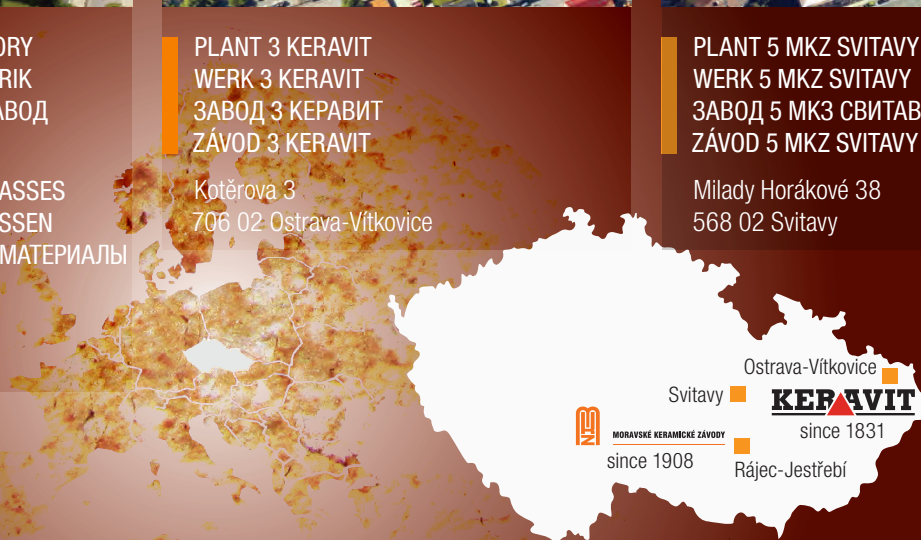 ORY
RIK
АВОД
ASSES
SSEN
МАТЕРИАЛЫ
PLANT 3 KERAVIT
WERK 3 KERAVIT
ЗАВОД 3 КЕРАВИТ
ZÁVOD 3 KERAVIT
Kotěrova 3
706 02 Ostrava-Vítkovice
PLANT 5 MKZ SVITAVY
WERK 5 MKZ SVITAVY
ЗАВОД 5 МКЗ СВИТАВ
ZÁVOD 5 MKZ SVITAVY
Milady Horákové 38
568 02 Svitavy
Ostrava-Vítkovice
Svitavy
KERAVIT
since 1831
MORAVSKÉ KERAMICKÉ ZÁVODY
since 1908
Rájec-Jestřebí